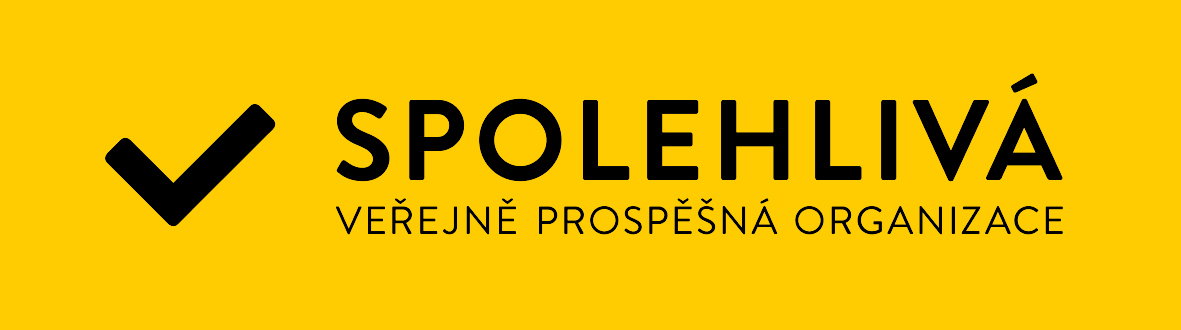 SPOLEHLIVÁ
VEŘEJNĚ PROSPĚŠNÁ ORGANIZACE